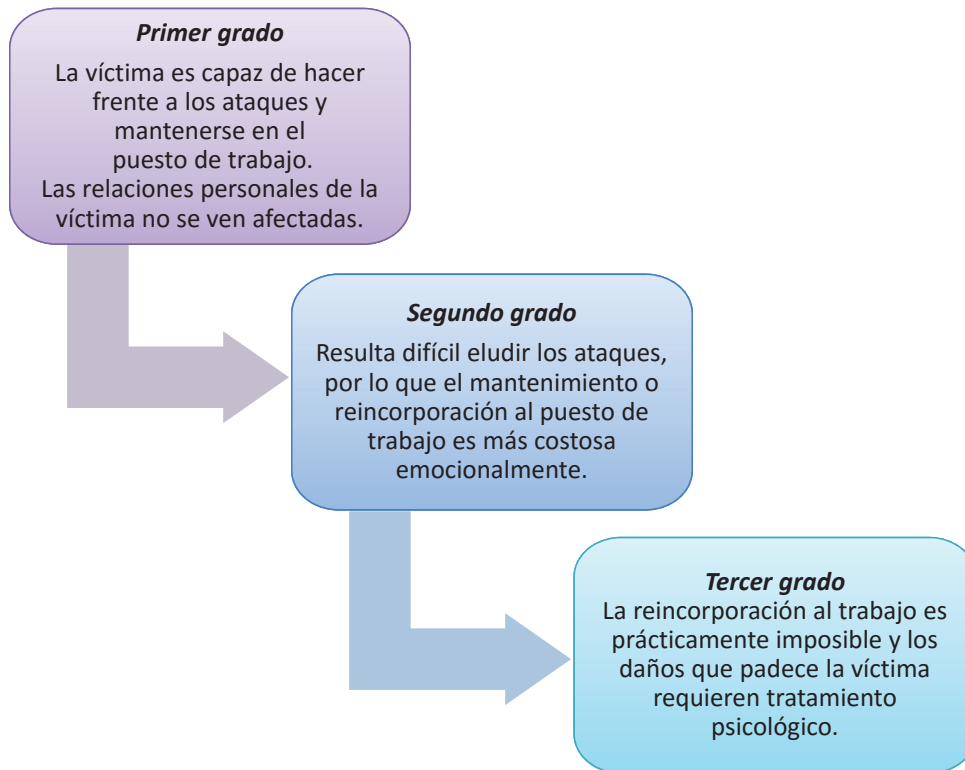 Primer grado
La víctima es capaz de hacer
frente a los ataques y
mantenerse en el
puesto de trabajo.
Las relaciones personales de la
víctima no se ven afectadas.
Segundo grado
Resulta difícil eludir los ataques,
por lo que el mantenimiento o
reincorporación al puesto de
trabajo es más costosa
emocionalmente.
Tercer grado
La reincorporación al trabajo es
prácticamente imposible y los
daños que padece la víctima
requieren tratamiento
psicológico.